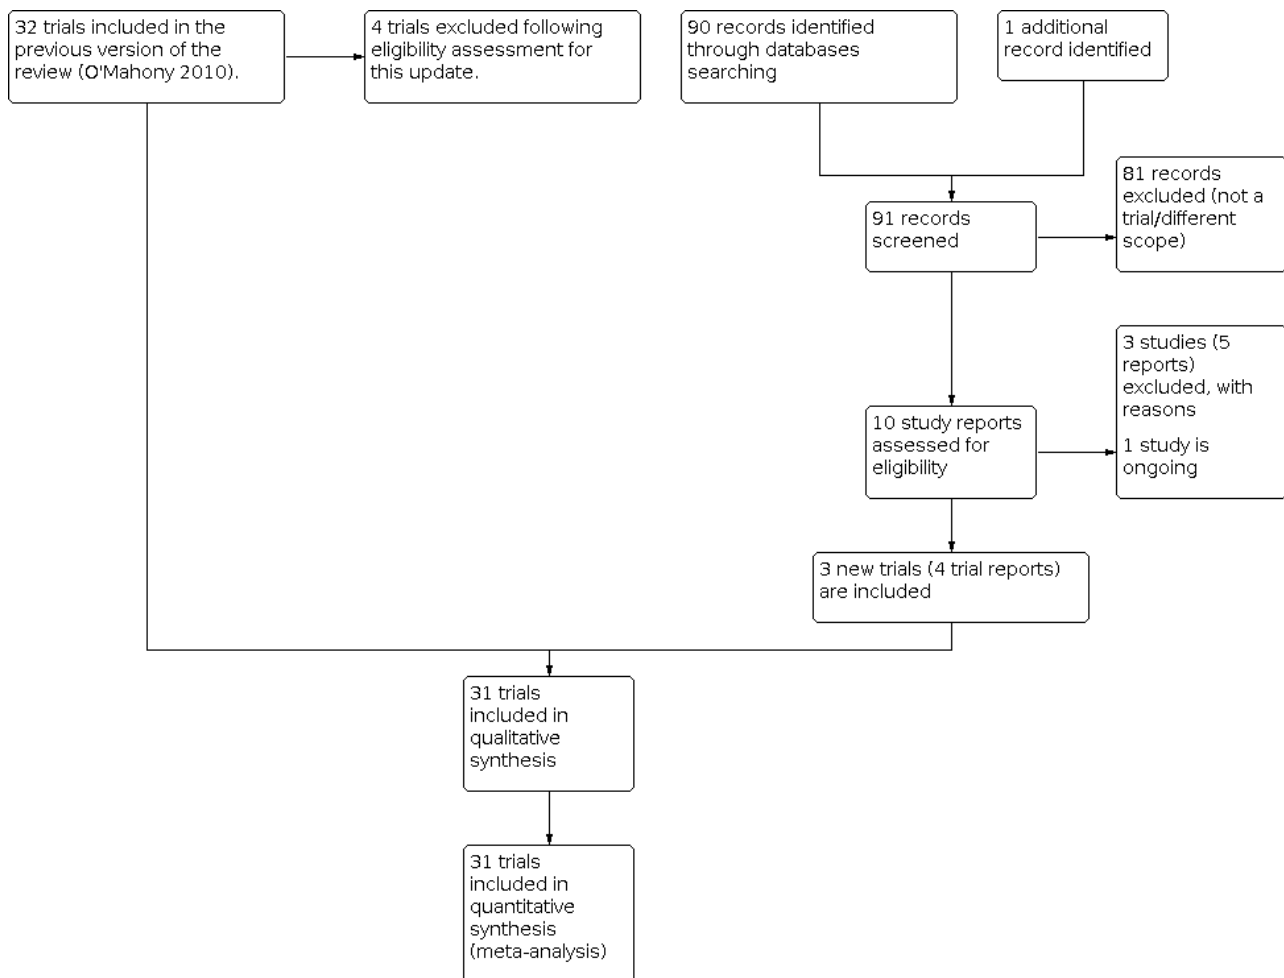 32 trials included in the
previous version of the
review (O'Mahony 2010).
4 trials excluded following
eligibility assessment for
this update.
90 records identified
through databases
searching
1 additional
record identified
81 records
excluded (not a
trial/different
scope)
91 records
screened
3 studies (5
reports)
excluded, with
reasons
1 study is
ongoing
10 study reports
assessed for
eligibility
3 new trials (4 trial reports)
are included
31 trials
included in
qualitative
synthesis
31 trials
included in
quantitative
synthesis
(meta-analysis)